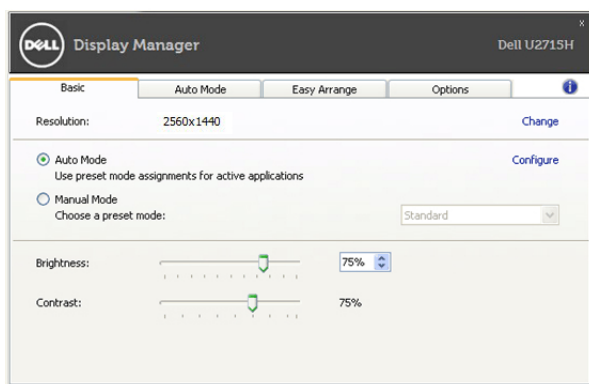 x
DELL Display Manager Dell U2715H
Basic Auto Mode Easy Arrange Options i
Resolution: 2560x1440 Change
Auto Mode Configure
Use preset mode assignments for active applications
Manual Mode
Choose a preset mode: Standard
Brightness: 75%
Contrast: 75%